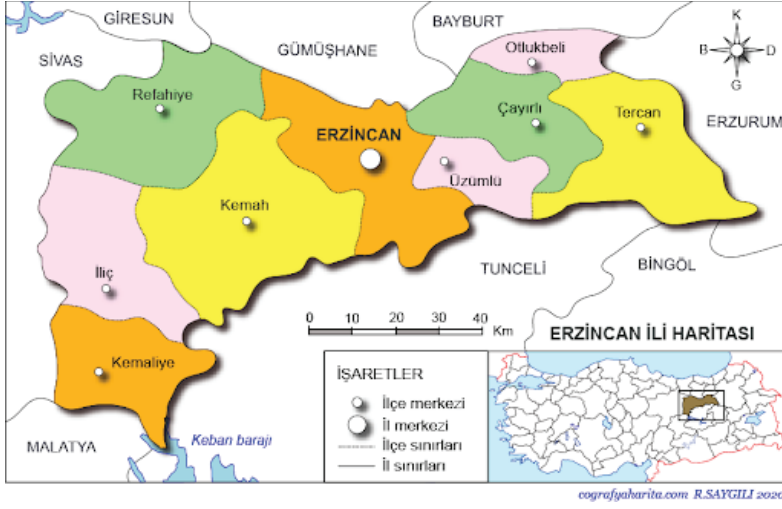 GİRESUN
BAYBURT
K
B
D
G
SİVAS
GÜMÜŞHANE
Otlukbeli
Refahiye
Çayırlı
Tercan
ERZURUM
ERZİNCAN
Üzümlü
Kemah
İliç
TUNCELİ
BİNGÖL
0 10 20 30 40
Km
ERZİNCAN İLİ HARİTASI
Kemaliye
İŞARETLER
İlçe merkezi
İl merkezi
İlçe sınırları
İl sınırları
MALATYA
Keban barajı
cografyaharita.com R.SAYGILI 2020